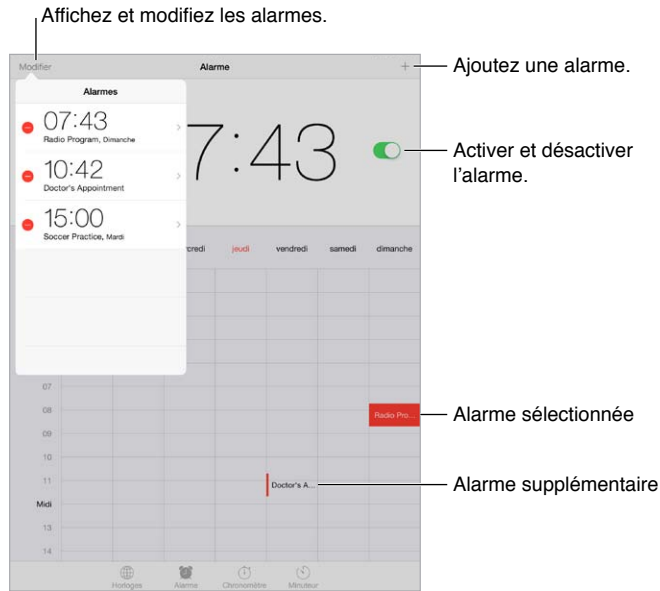 Affichez et modifiez les alarmes.
Modifier
Alarme
+
Ajoutez une alarme.
Alarmes
07:43
Radio Program, Dimanche
10:42
Doctor's Appointment
15:00
Soccer Practice, Mardi
7:43
Activer et désactiver
l'alarme.
credi jeudi vendredi samedi dimanche
07
08
Radio Pro...
Alarme sélectionnée
09
10
11
Doctor's A...
Alarme supplémentaire
Midi
13
14
Horloges Alarme Chronomètre Minuteur